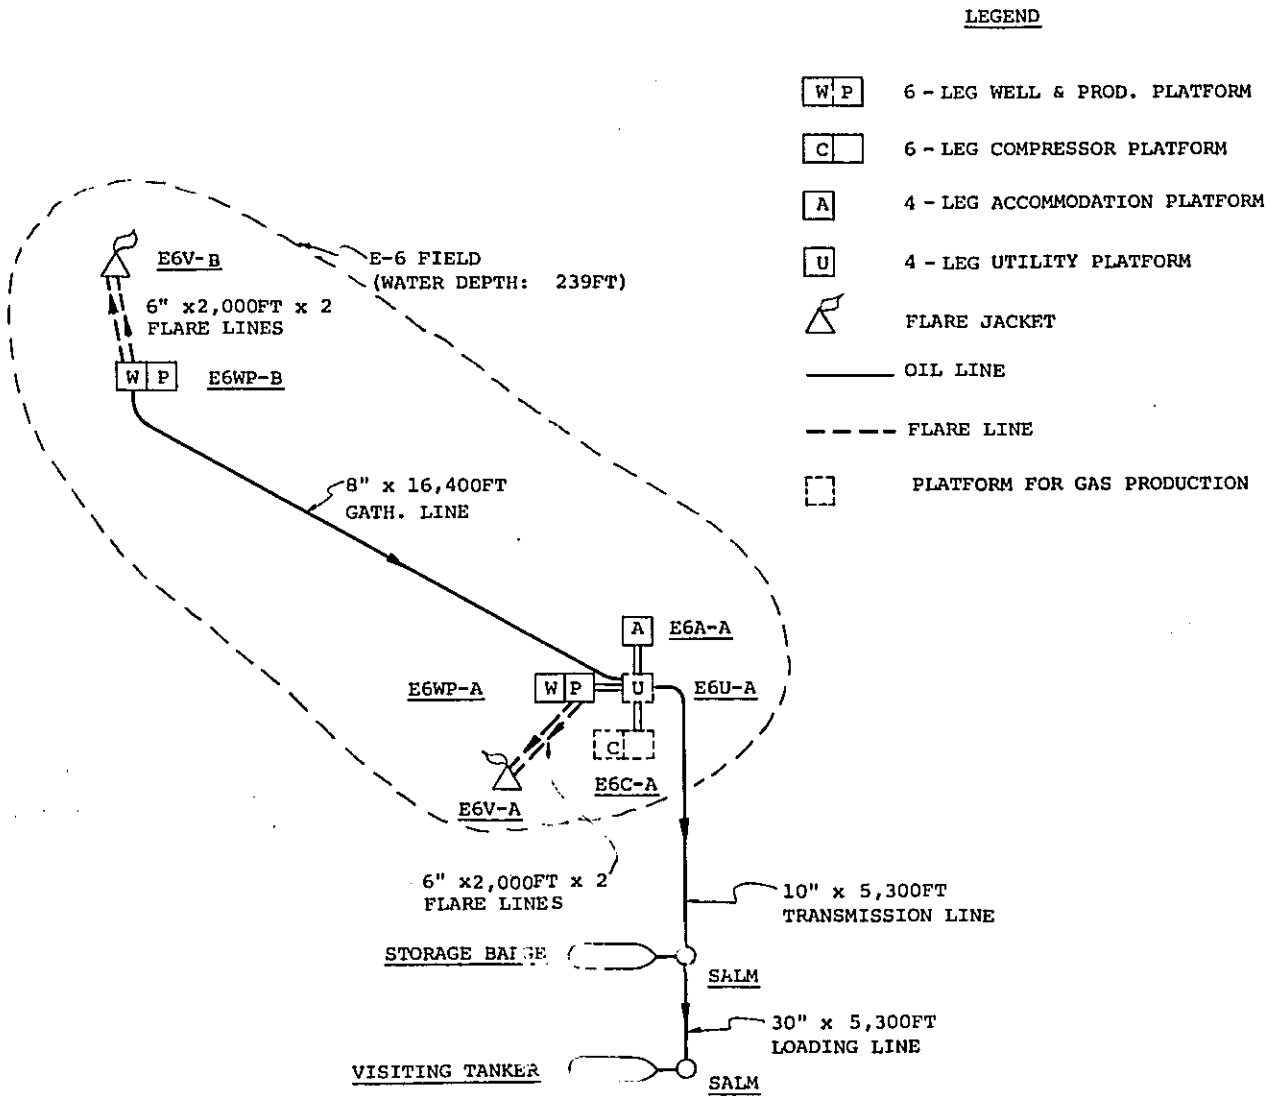 LEGEND
W P 6 - LEG WELL & PROD. PLATFORM
C 6 - LEG COMPRESSOR PLATFORM
A 4 - LEG ACCOMMODATION PLATFORM
U 4 - LEG UTILITY PLATFORM
FLARE JACKET
OIL LINE
FLARE LINE
PLATFORM FOR GAS PRODUCTION
E6V-B
E-6 FIELD
(WATER DEPTH: 239FT)
6" x2,000FT x 2
FLARE LINES
W P E6WP-B
8" x 16,400FT
GATH. LINE
A E6A-A
E6WP-A W P U E6U-A
C
E6C-A
E6V-A
6" x2,000FT x 2
FLARE LINES
10" x 5,300FT
TRANSMISSION LINE
STORAGE BARGE
SALM
30" x 5,300FT
LOADING LINE
VISITING TANKER
SALM